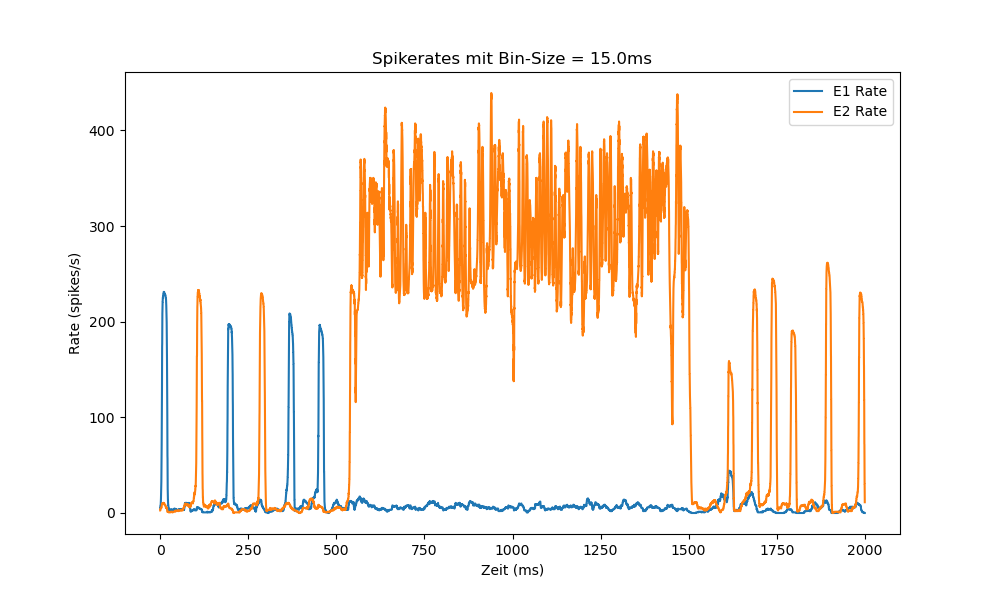 Spikerates mit Bin-Size = 15.0ms
E1 Rate
E2 Rate
Rate (spikes/s)
400
300
200
100
0
0 250 500 750 1000 1250 1500 1750 2000
Zeit (ms)